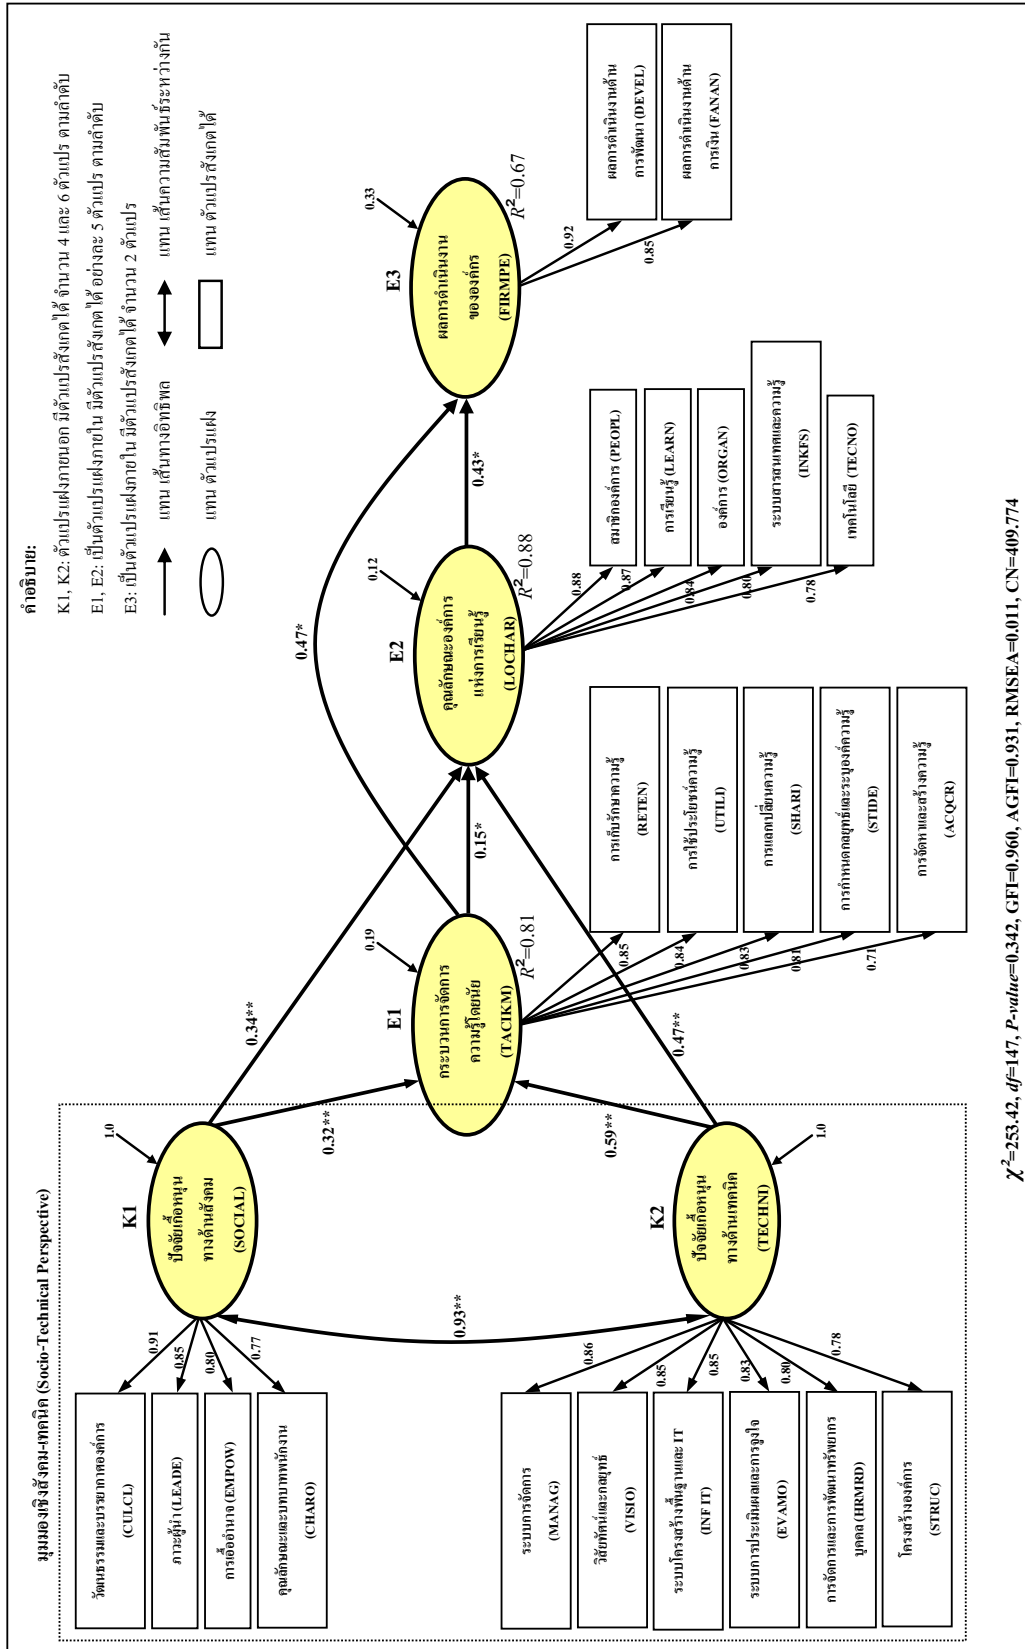 มุมมองเชิงสังคม-เทคนิค (Socio-Technical Perspective)
คำอธิบาย:
K1, K2: ตัวแปรแฝงภายนอก มีตัวแปรสังเกตได้ จำนวน 4 และ 6 ตัวแปร ตามลำดับ
E1, E2: เป็นตัวแปรแฝงภายใน มีตัวแปรสังเกตได้ อย่างละ 5 ตัวแปร ตามลำดับ
E3: เป็นตัวแปรแฝงภายใน มีตัวแปรสังเกตได้ จำนวน 2 ตัวแปร
แทน เส้นทางอิทธิพล
แทน เส้นความสัมพันธ์ระหว่างกัน
แทน ตัวแปรแฝง
แทน ตัวแปรสังเกตได้
วัฒนธรรมและบรรยากาศองค์การ
(CULCL)
ภาวะผู้นำ (LEADE)
การเอื้ออำนาจ (EMPOW)
คุณลักษณะและบทบาทพนักงาน
(CHARO)
0.91
0.85
0.80
0.77
K1
ปัจจัยเกื้อหนุน
ทางด้านสังคม
(SOCIAL)
1.0
0.93**
ระบบการจัดการ
(MANAG)
วิสัยทัศน์และกลยุทธ์
(VISIO)
ระบบโครงสร้างพื้นฐานและ IT
(INF IT)
ระบบการประเมินผลและการจูงใจ
(EVAMO)
การจัดการและการพัฒนาทรัพยากร
บุคคล (HRMRD)
โครงสร้างองค์การ
(STRUC)
0.86
0.85
0.85
0.83
0.80
0.78
K2
ปัจจัยเกื้อหนุน
ทางด้านเทคนิค
(TECHNI)
1.0
0.34**
0.32**
0.59**
0.47**
E1
กระบวนการจัดการ
ความรู้โดยนัย
(TACIKM)
0.19
R²=0.81
0.85
0.84
0.83
0.81
0.71
การเก็บรักษาความรู้
(RETEN)
การใช้ประโยชน์ความรู้
(UTILI)
การแลกเปลี่ยนความรู้
(SHARI)
การกำหนดกลยุทธ์และระบุองค์ความรู้
(STIDE)
การจัดหาและสร้างความรู้
(ACQCR)
0.15*
0.47*
E2
คุณลักษณะองค์การ
แห่งการเรียนรู้
(LOCHAR)
0.12
R²=0.88
0.88
0.87
0.84
0.80
0.78
สมาชิกองค์การ (PEOPL)
การเรียนรู้ (LEARN)
องค์การ (ORGAN)
ระบบสารสนเทศและความรู้
(INKFS)
เทคโนโลยี (TECNO)
0.43*
E3
ผลการดำเนินงาน
ขององค์กร
(FIRMPE)
0.33
R²=0.67
0.92
0.85
ผลการดำเนินงานด้าน
การพัฒนา (DEVEL)
ผลการดำเนินงานด้าน
การเงิน (FANAN)
χ²=253.42, df=147, P-value=0.342, GFI=0.960, AGFI=0.931, RMSEA=0.011, CN=409.774